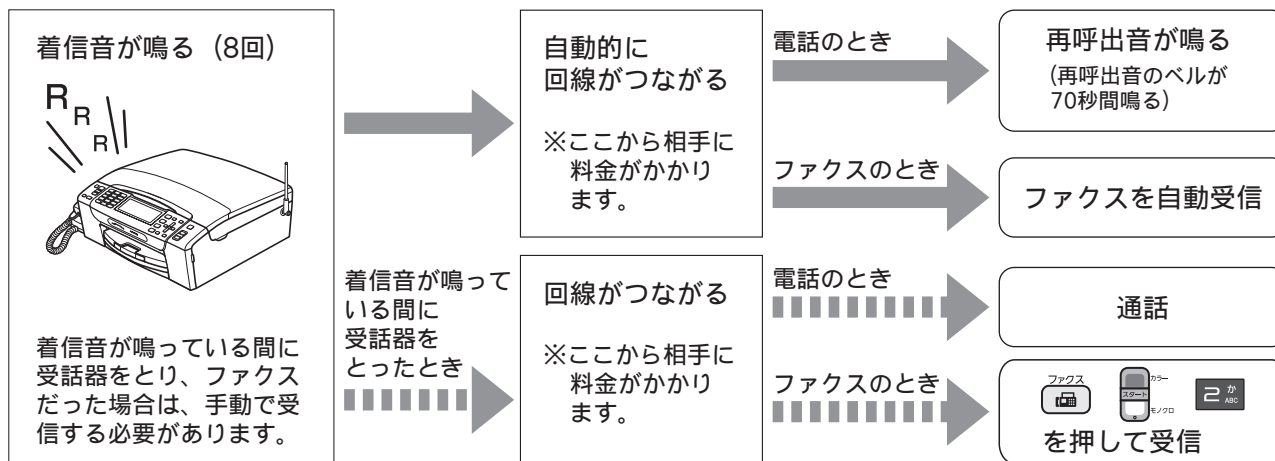 着信音が鳴る（8回）
R
R
R
着信音が鳴っている間に
受話器をとり、ファクス
だった場合は、手動で受
信する必要があります。
自動的に
回線がつながる
※ここから相手に
料金がかかり
ます。
電話のとき
再呼出音が鳴る
（再呼出音のベルが
70秒間鳴る）
ファクスのとき
ファクスを自動受信
着信音が鳴って
いる間に
受話器を
とったとき
回線がつながる
※ここから相手に
料金がかかり
ます。
電話のとき
通話
ファクスのとき
ファクス
カラー
スタート
モノクロ
2 か ABC
を押して受信